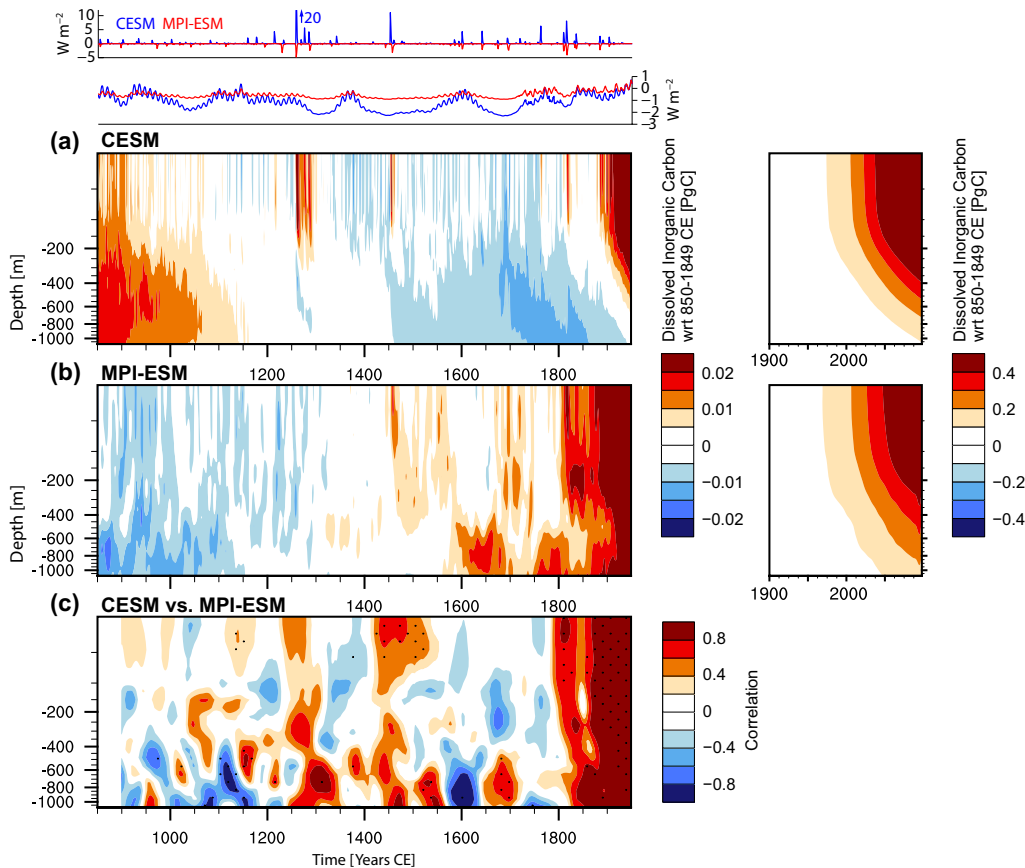 CESM MPI-ESM
20
W m⁻²
10
5
0
−5
1
0
−1
−2
−3
W m⁻²
(a) CESM
Depth [m]
-200
-400
-600
-800
-1000
1200 1400 1600 1800
Dissolved Inorganic Carbon
wrt 850-1849 CE [PgC]
0.02
0.01
0
−0.01
−0.02
1900 2000
Dissolved Inorganic Carbon
wrt 850-1849 CE [PgC]
0.4
0.2
0
−0.2
−0.4
(b) MPI-ESM
Depth [m]
-200
-400
-600
-800
-1000
1200 1400 1600 1800
1900 2000
(c) CESM vs. MPI-ESM
-200
-400
-600
-800
-1000
1000 1200 1400 1600 1800
Time [Years CE]
0.8
0.4
0
−0.4
−0.8
Correlation